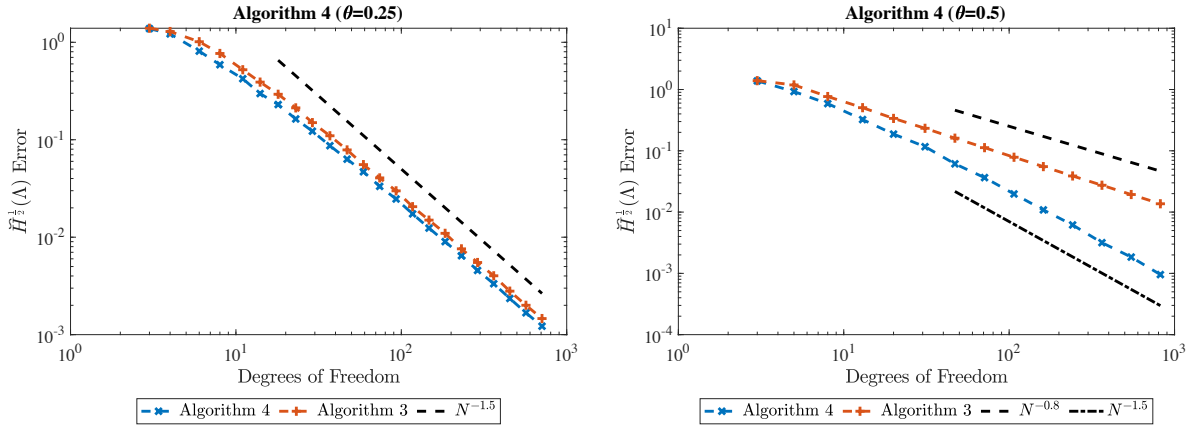 Algorithm 4 (θ=0.25)
10^0
10^{-1}
10^{-2}
10^{-3}
H̃^{1/2}(Λ) Error
10^0 10^1 10^2 10^3
Degrees of Freedom
Algorithm 4 Algorithm 3 N^{-1.5}
Algorithm 4 (θ=0.5)
10^1
10^0
10^{-1}
10^{-2}
10^{-3}
10^{-4}
H̃^{1/2}(Λ) Error
10^0 10^1 10^2 10^3
Degrees of Freedom
Algorithm 4 Algorithm 3 N^{-0.8} N^{-1.5}